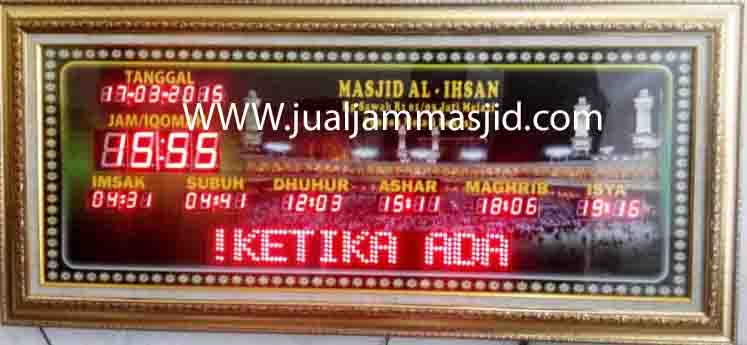 TANGGAL
17-03-2015
MASJID AL - IHSAN
JAM/IQOMAH
www.jualjammasjid.com
15:55
IMSAK SUBUH DHUHUR ASHAR MAGHRIB ISYA'
04:31 04:41 12:03 15:11 18:06 19:16
!KETIKA ADA